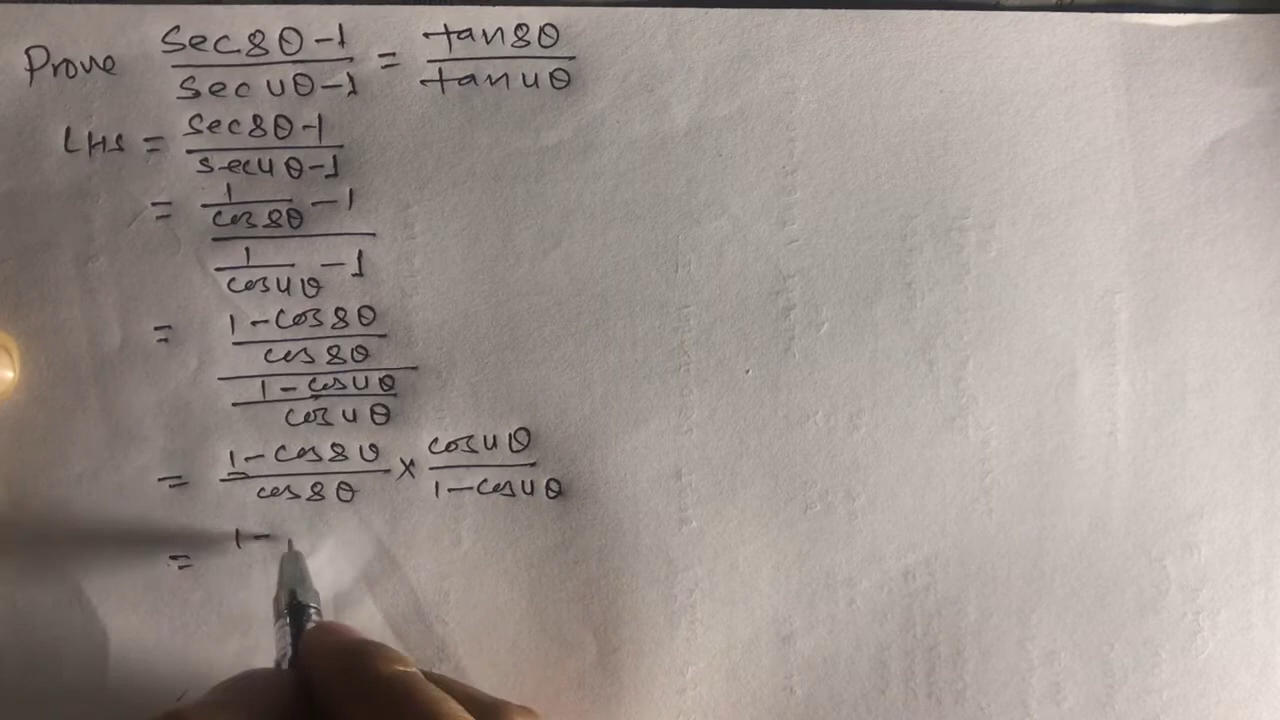 Prove (sec8θ-1)/(sec4θ-1) = tan8θ/tan4θ
LHS = (sec8θ-1)/(sec4θ-1)
= (1/cos8θ - 1)/(1/cos4θ - 1)
= ((1-cos8θ)/cos8θ)/((1-cos4θ)/cos4θ)
= (1-cos8θ)/cos8θ × cos4θ/(1-cos4θ)
= 1-